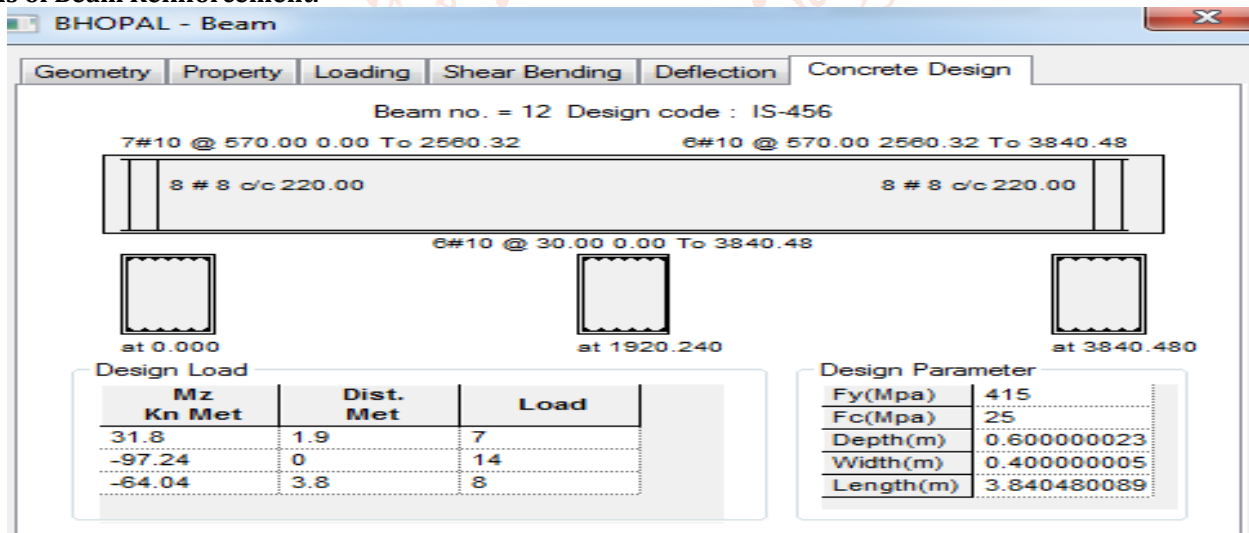 BHOPAL - Beam
Geometry Property Loading Shear Bending Deflection Concrete Design
Beam no. = 12 Design code : IS-456
7#10 @ 570.00 0.00 To 2560.32 6#10 @ 570.00 2560.32 To 3840.48
8 # 8 c/c 220.00 8 # 8 c/c 220.00
6#10 @ 30.00 0.00 To 3840.48
at 0.000 at 1920.240 at 3840.480
Design Load Design Parameter
Mz Kn Met Dist. Met Load
31.8 1.9 7
-97.24 0 14
-64.04 3.8 8
Fy(Mpa) 415
Fc(Mpa) 25
Depth(m) 0.600000023
Width(m) 0.400000005
Length(m) 3.840480089